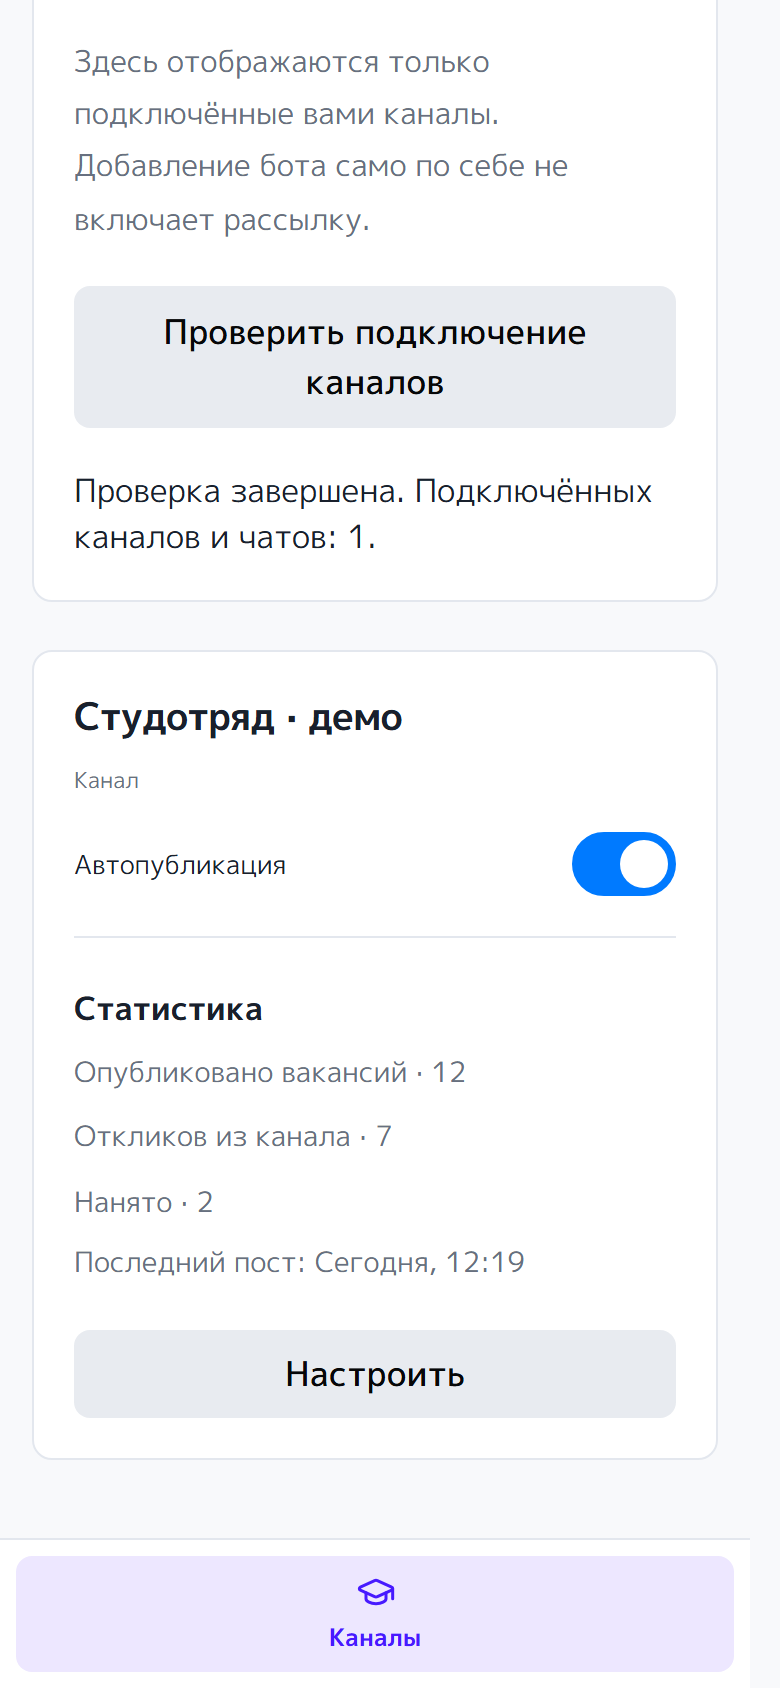 Здесь отображаются только
подключённые вами каналы.
Добавление бота само по себе не
включает рассылку.
Проверить подключение
каналов
Проверка завершена. Подключённых
каналов и чатов: 1.
Студотряд · демо
Канал
Автопубликация
Статистика
Опубликовано вакансий · 12
Откликов из канала · 7
Нанято · 2
Последний пост: Сегодня, 12:19
Настроить
Каналы